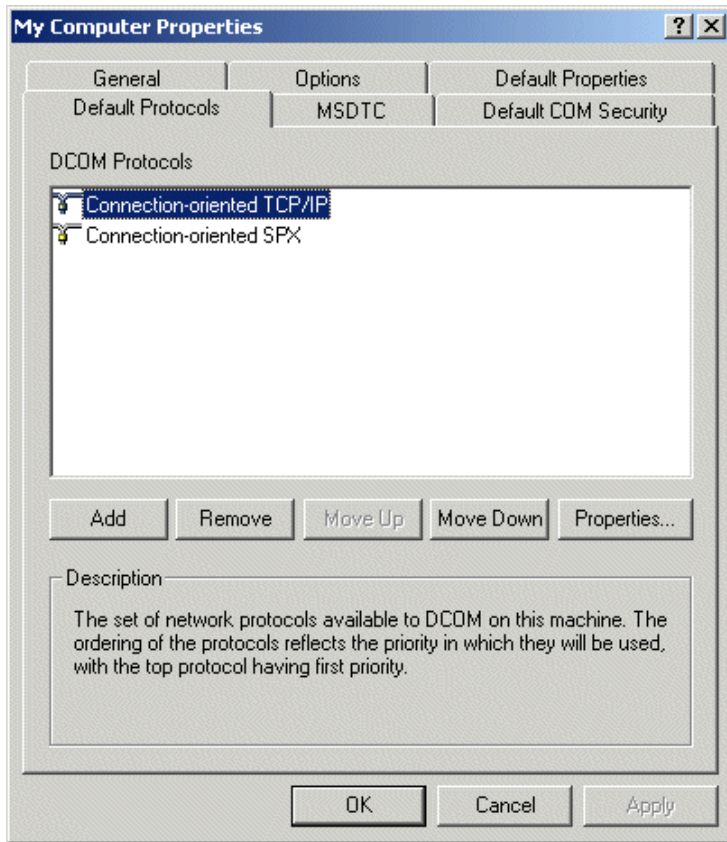 My Computer Properties
General Options Default Properties
Default Protocols MSDTC Default COM Security
DCOM Protocols
Connection-oriented TCP/IP
Connection-oriented SPX
Add Remove Move Up Move Down Properties...
Description
The set of network protocols available to DCOM on this machine. The
ordering of the protocols reflects the priority in which they will be used,
with the top protocol having first priority.
OK Cancel Apply